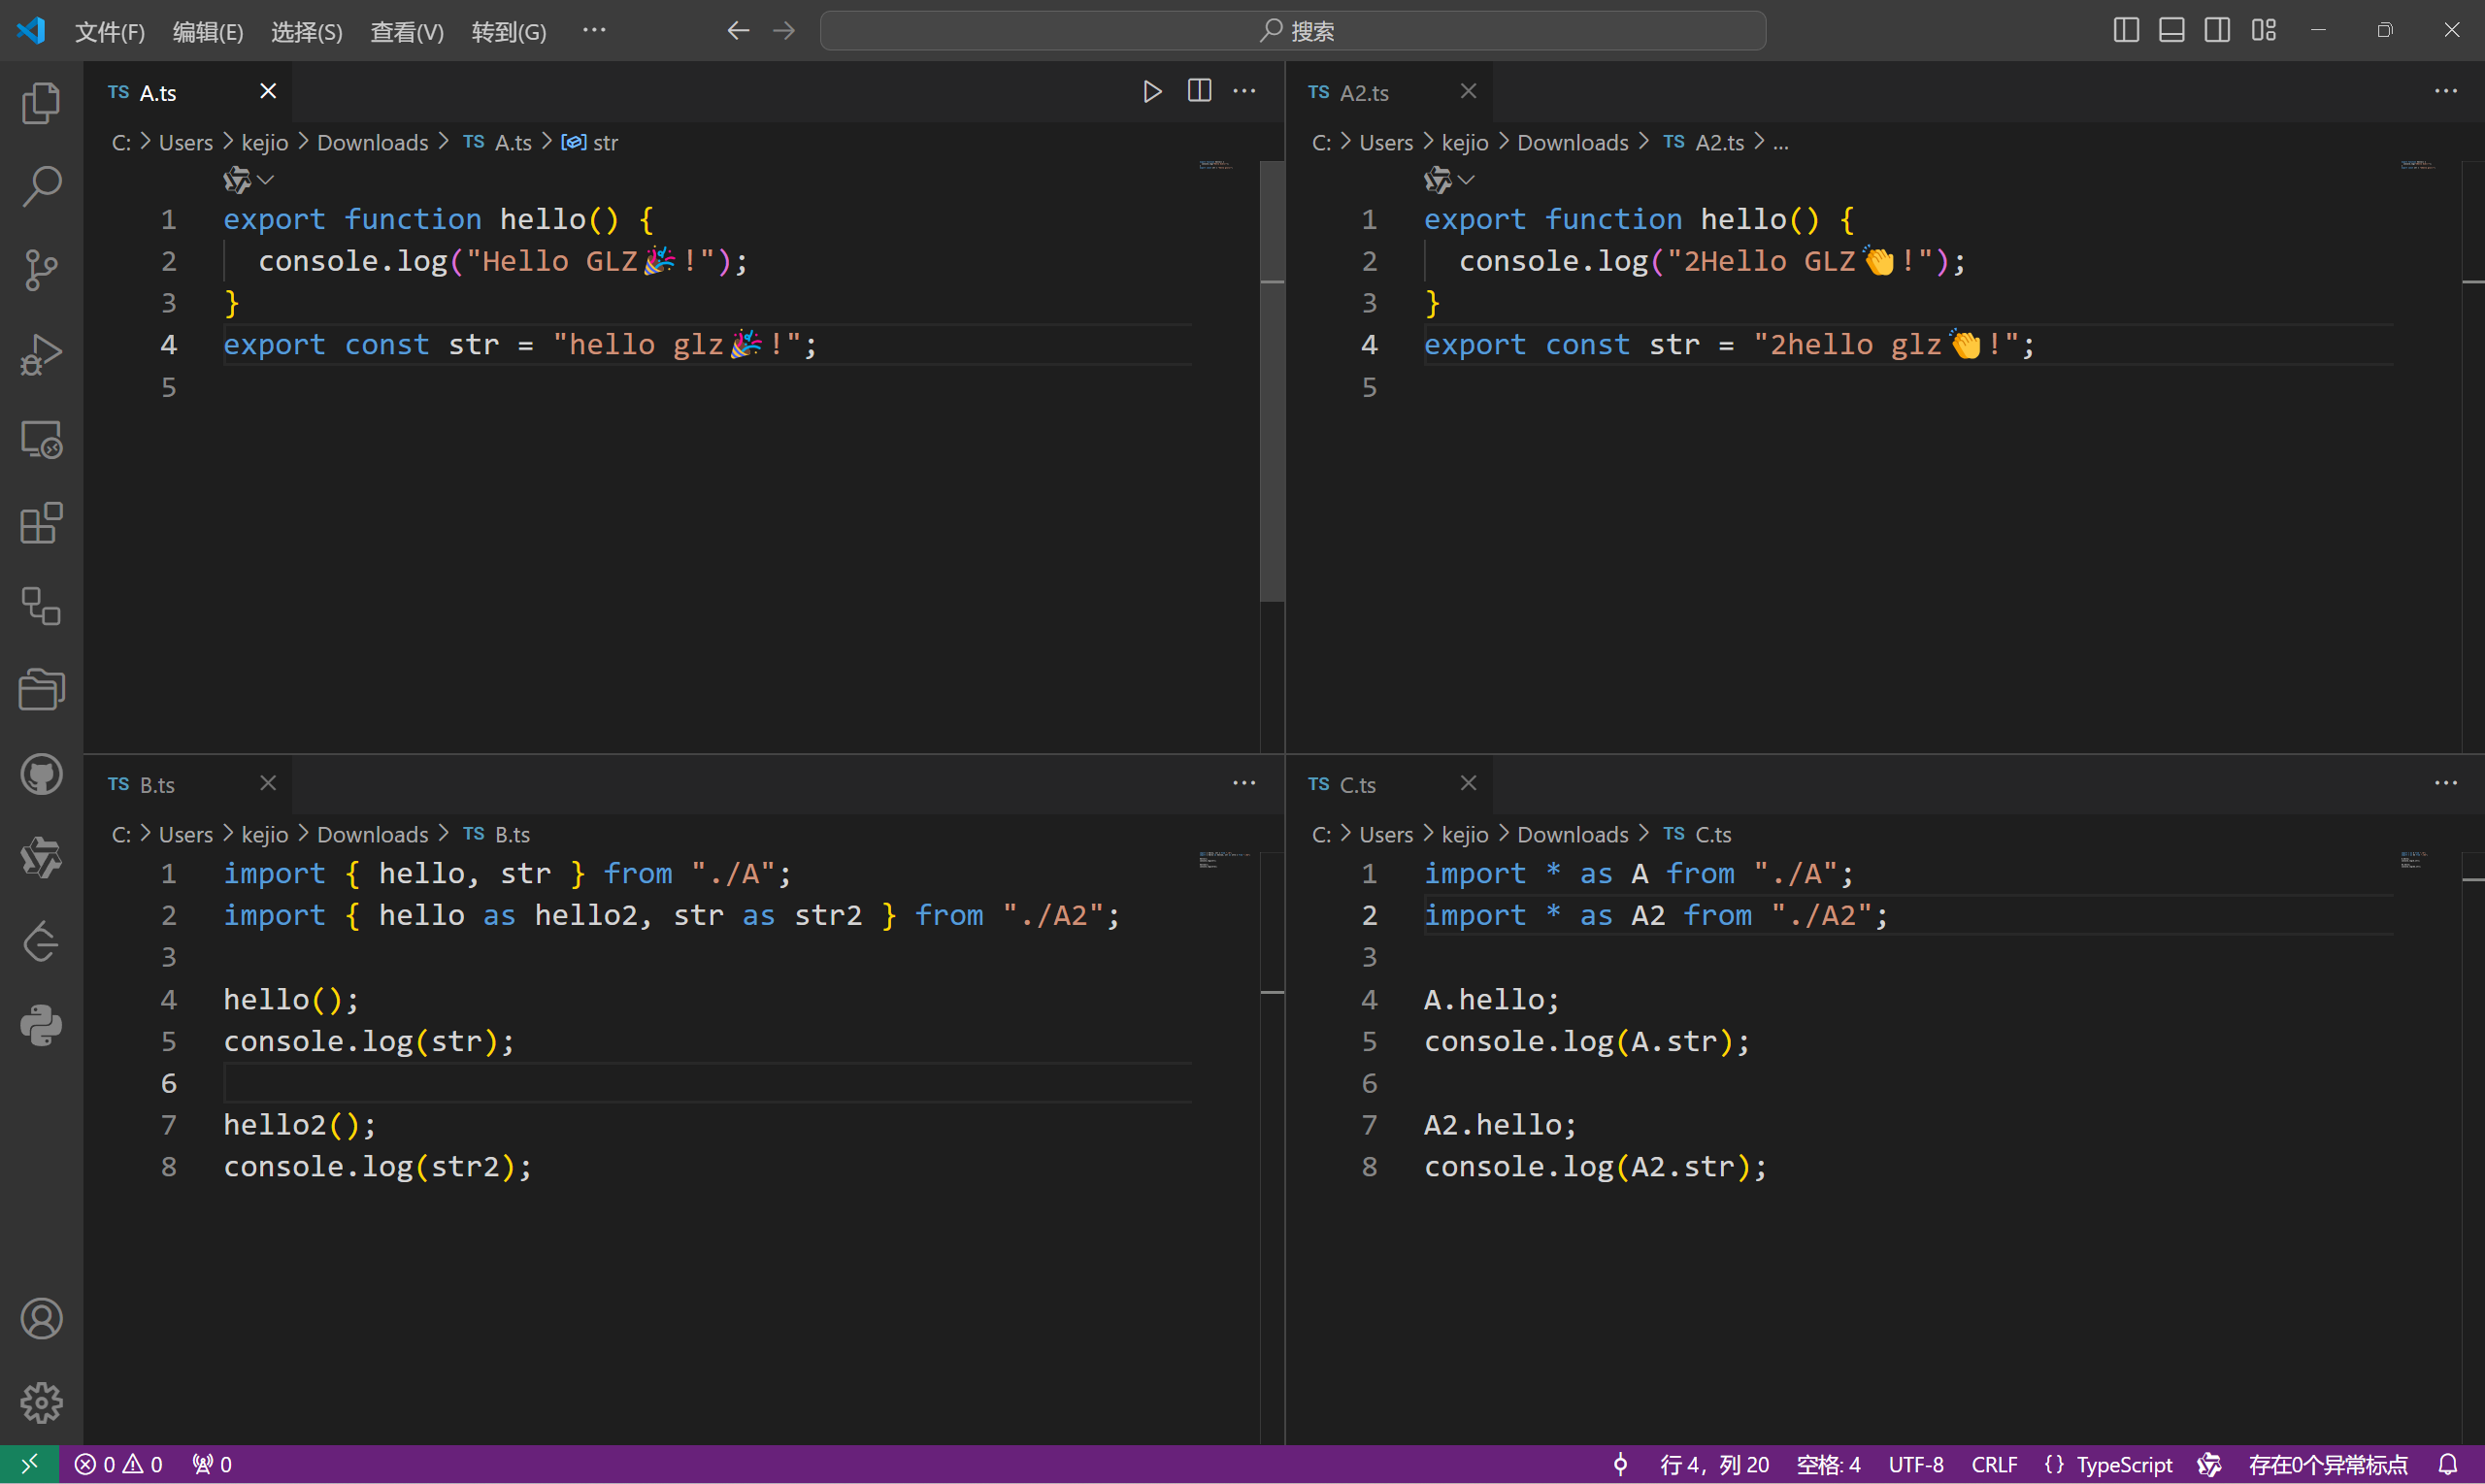 文件(F) 编辑(E) 选择(S) 查看(V) 转到(G) ··· 搜索
TS A.ts
C: > Users > kejio > Downloads > TS A.ts > str
1 export function hello() {
2   console.log("Hello GLZ🎉!");
3 }
4 export const str = "hello glz🎉!";
5
TS A2.ts
C: > Users > kejio > Downloads > TS A2.ts > ...
1 export function hello() {
2   console.log("2Hello GLZ👏!");
3 }
4 export const str = "2hello glz👏!";
5
TS B.ts
C: > Users > kejio > Downloads > TS B.ts
1 import { hello, str } from "./A";
2 import { hello as hello2, str as str2 } from "./A2";
3
4 hello();
5 console.log(str);
6
7 hello2();
8 console.log(str2);
TS C.ts
C: > Users > kejio > Downloads > TS C.ts
1 import * as A from "./A";
2 import * as A2 from "./A2";
3
4 A.hello;
5 console.log(A.str);
6
7 A2.hello;
8 console.log(A2.str);
0 0 0 行 4，列 20 空格: 4 UTF-8 CRLF {} TypeScript 存在0个异常标点